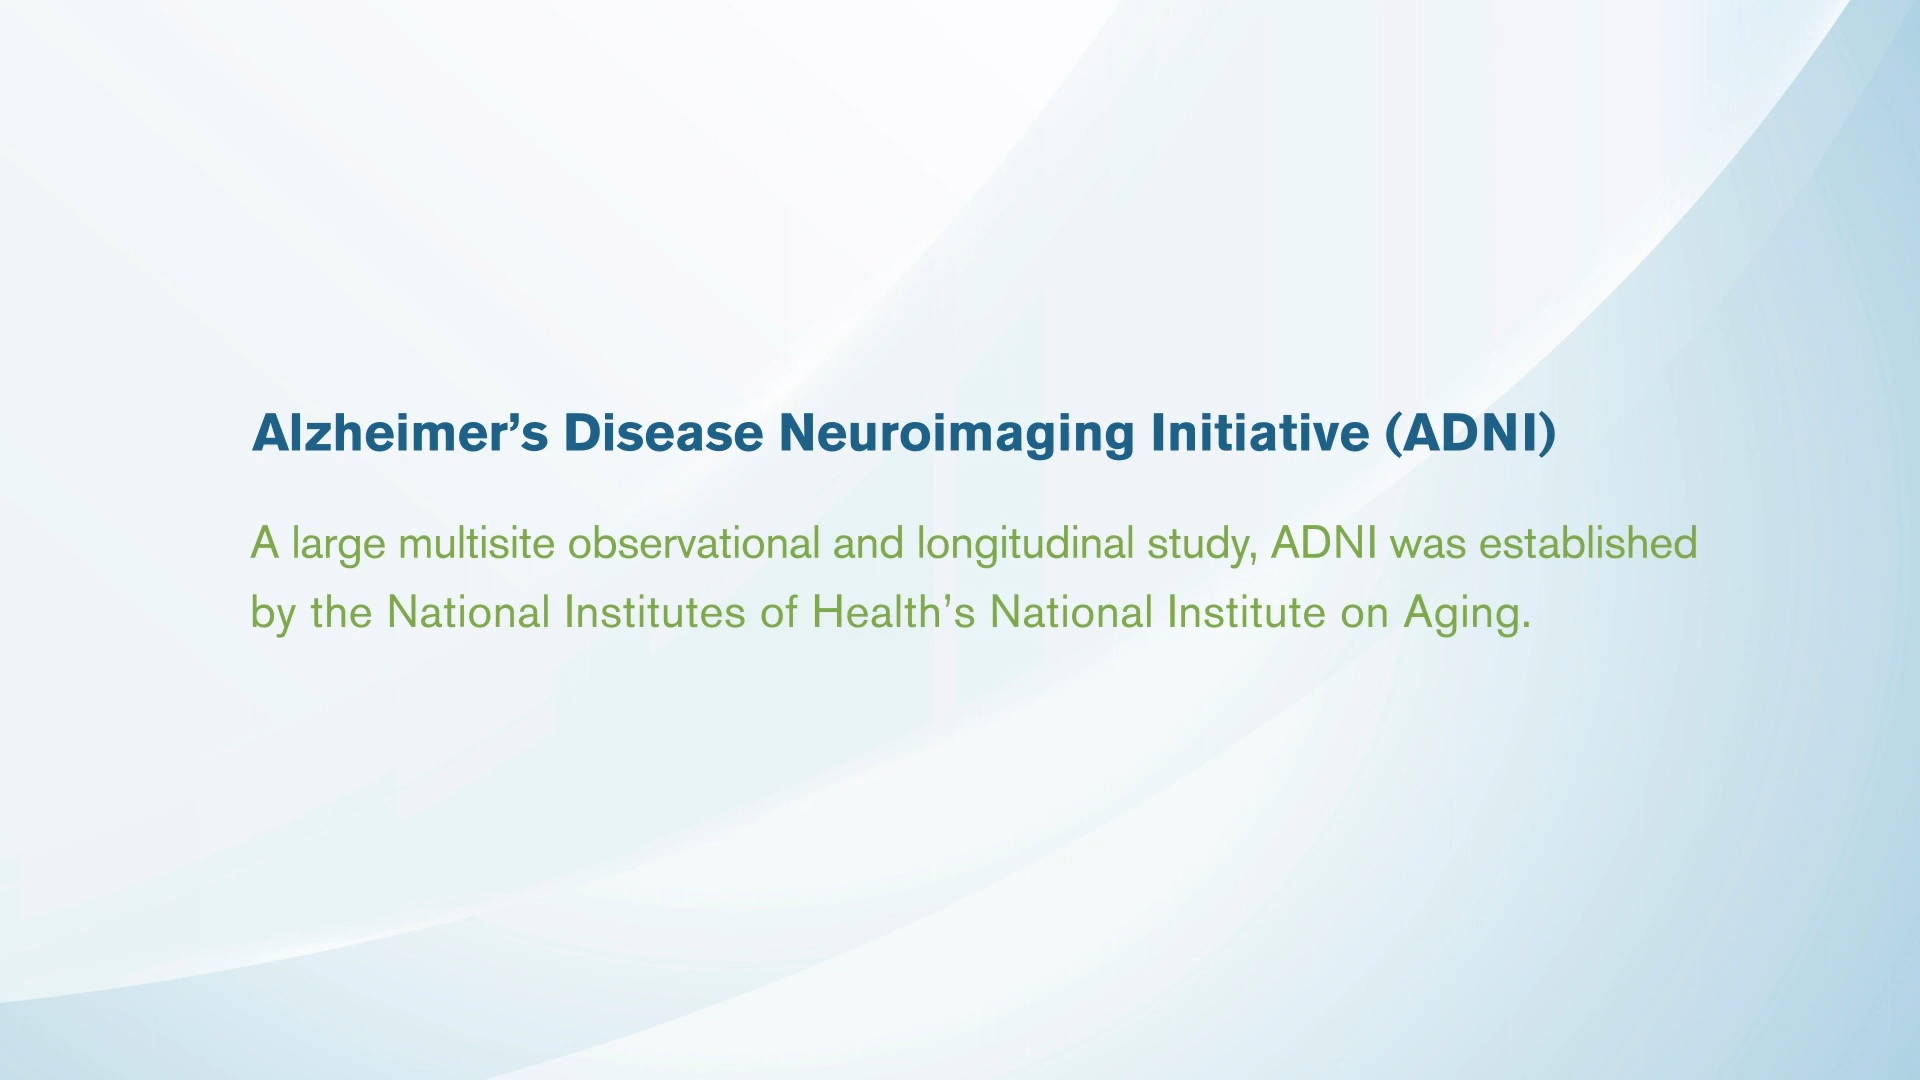 Alzheimer’s Disease Neuroimaging Initiative (ADNI)
A large multisite observational and longitudinal study, ADNI was established
by the National Institutes of Health’s National Institute on Aging.